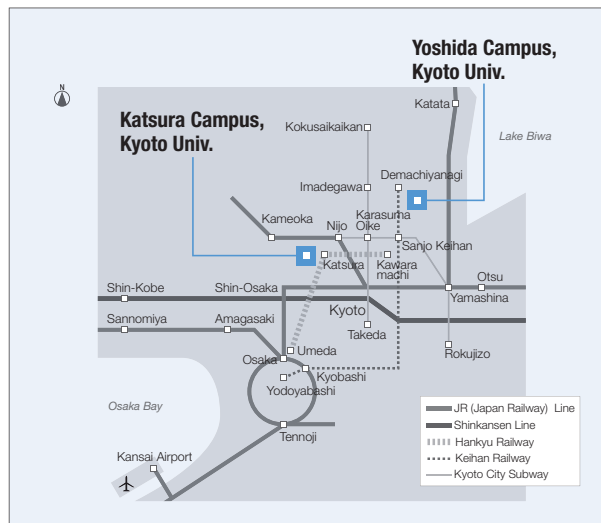 Yoshida Campus,
Kyoto Univ.
N
Katsura Campus,
Kyoto Univ.
Katata
Lake Biwa
Kokusaikaikan
Demachiyanagi
Imadegawa
Kameoka
Nijo
Karasuma
Oike
Sanjo Keihan
Katsura
Kawara
machi
Shin-Kobe
Shin-Osaka
Otsu
Kyoto
Yamashina
Sannomiya
Amagasaki
Takeda
Rokujizo
Umeda
Osaka
Kyobashi
Yodoyabashi
Osaka Bay
Tennoji
Kansai Airport
JR (Japan Railway) Line
Shinkansen Line
Hankyu Railway
Keihan Railway
Kyoto City Subway